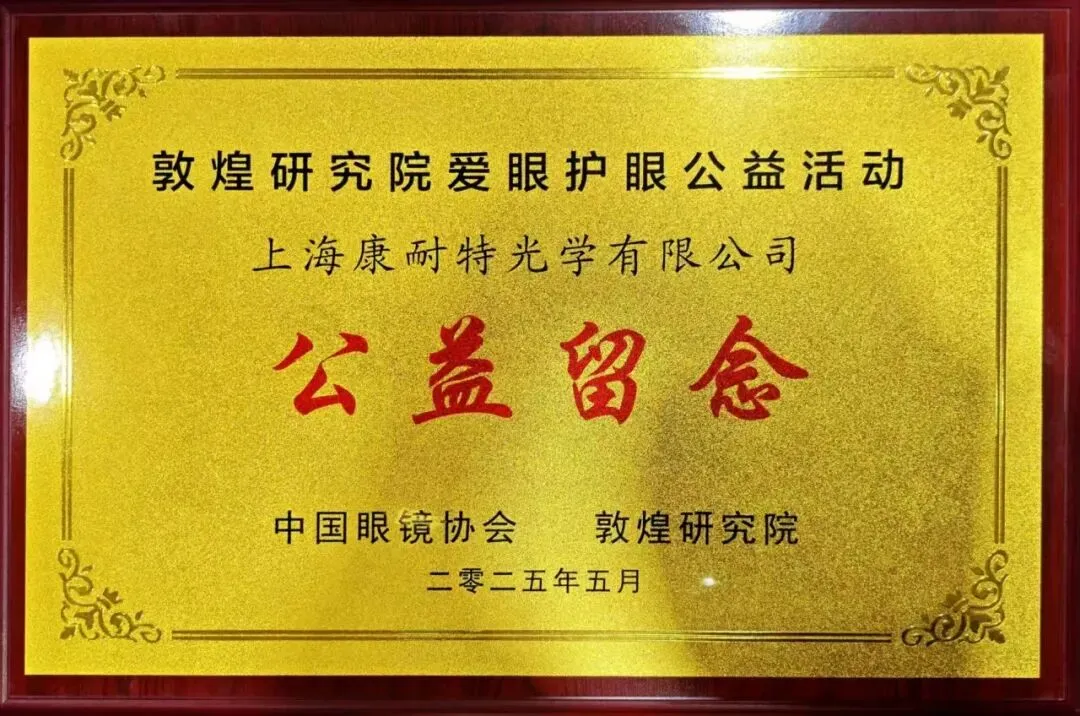 敦煌研究院爱眼护眼公益活动
上海康耐特光学有限公司
公益留念
中国眼镜协会 敦煌研究院
二零二五年五月